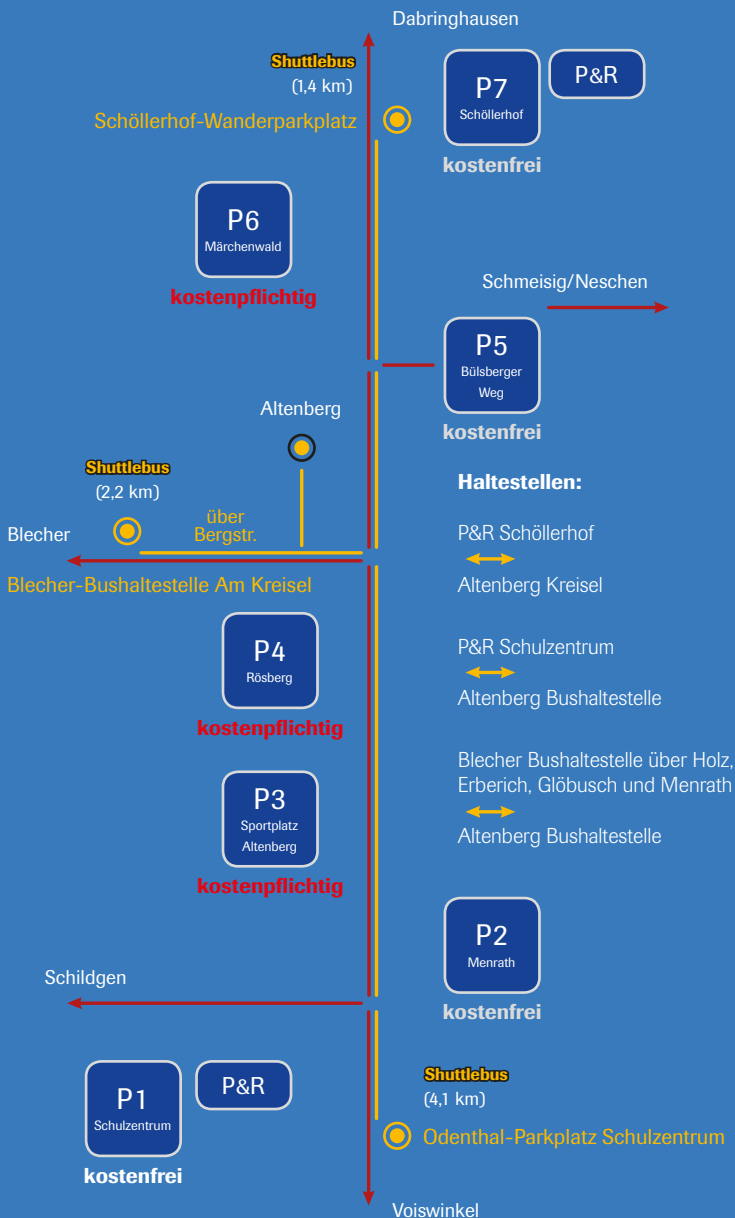 Dabringhausen
Shuttlebus
(1,4 km)
P7
Schöllerhof
P&R
Schöllerhof-Wanderparkplatz
kostenfrei
P6
Märchenwald
kostenpflichtig
Schmeisig/Neschen
P5
Bülsberger
Weg
kostenfrei
Altenberg
Shuttlebus
(2,2 km)
Blecher
über
Bergstr.
Blecher-Bushaltestelle Am Kreisel
Haltestellen:
P&R Schöllerhof
Altenberg Kreisel
P&R Schulzentrum
Altenberg Bushaltestelle
Blecher Bushaltestelle über Holz,
Erberich, Glöbusch und Menrath
Altenberg Bushaltestelle
P4
Rösberg
kostenpflichtig
P3
Sportplatz
Altenberg
kostenpflichtig
P2
Menrath
kostenfrei
Schildgen
P1
Schulzentrum
P&R
kostenfrei
Shuttlebus
(4,1 km)
Odenthal-Parkplatz Schulzentrum
Voiswinkel